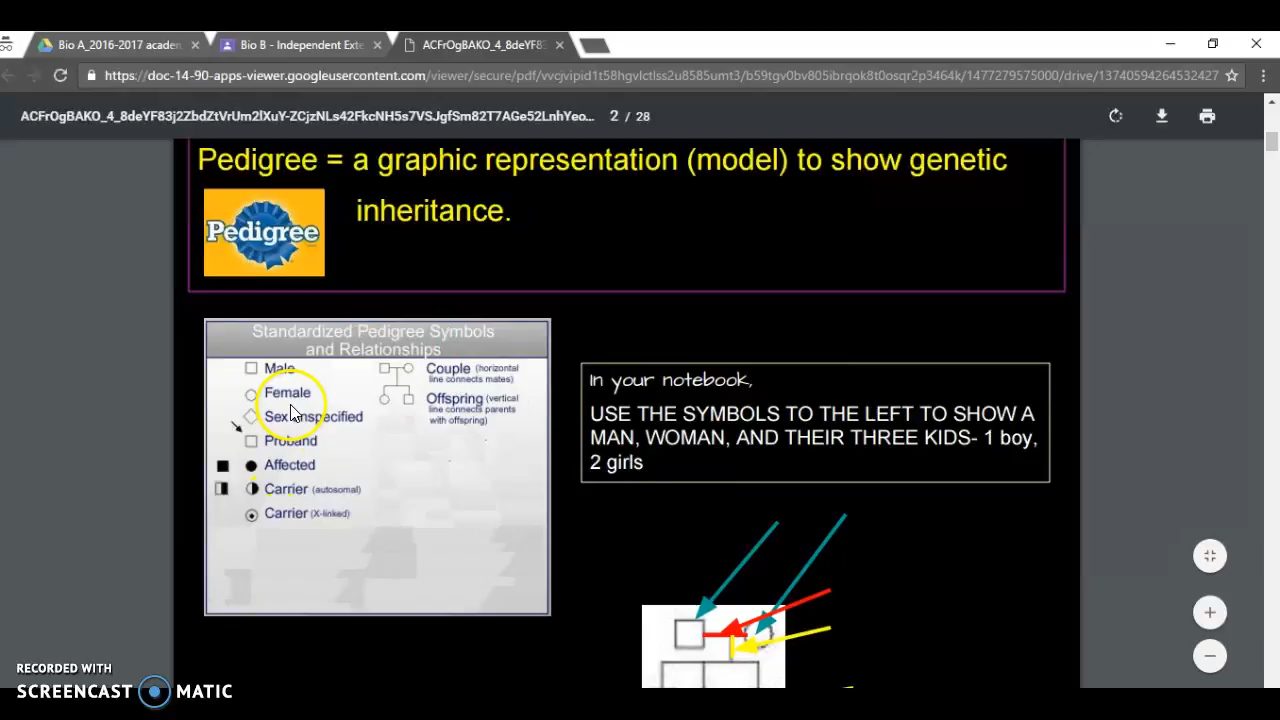 Bio A_2016-2017 academ
Bio B - Independent Exte
ACFrOgBAKO_4_8deYF83
https://doc-14-90-apps-viewer.googleusercontent.com/viewer/secure/pdf/vvcjvipid1t58hgvlctlss2u8585umt3/b59tgv0bv805ibrqok8t0osqr2p3464k/1477279575000/drive/13740594264532427
ACFrOgBAKO_4_8deYF83j2ZbdZtVrUm2lXuY-ZCjzNLs42FkcNH5s7VSJgfSm82T7AGe52LnhYeo...
2 / 28
Pedigree = a graphic representation (model) to show genetic
inheritance.
Pedigree
Standardized Pedigree Symbols
and Relationships
Male
Female
Sex unspecified
Proband
Affected
Carrier (autosomal)
Carrier (X-linked)
Couple (horizontal
line connects mates)
Offspring (vertical
line connects parents
with offspring)
In your notebook,
USE THE SYMBOLS TO THE LEFT TO SHOW A
MAN, WOMAN, AND THEIR THREE KIDS- 1 boy,
2 girls
RECORDED WITH
SCREENCAST MATIC